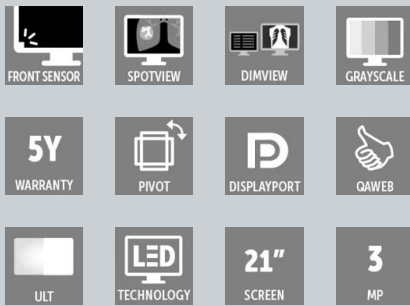 FRONT SENSOR
SPOTVIEW
DIMVIEW
GRAYSCALE
5Y
WARRANTY
PIVOT
D
DISPLAYPORT
QAWEB
ULT
LED
TECHNOLOGY
21"
SCREEN
3
MP